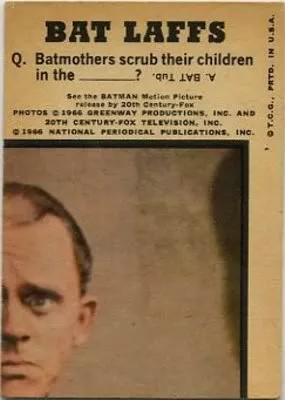 BAT LAFFS
Q. Batmothers scrub their children
in the ______? A. BAT Tub.
See the BATMAN Motion Picture
release by 20th Century-Fox
PHOTOS © 1966 GREENWAY PRODUCTIONS, INC. AND
20TH CENTURY-FOX TELEVISION, INC.
© 1966 NATIONAL PERIODICAL PUBLICATIONS, INC.
© T.C.G., PRTD. IN U.S.A.